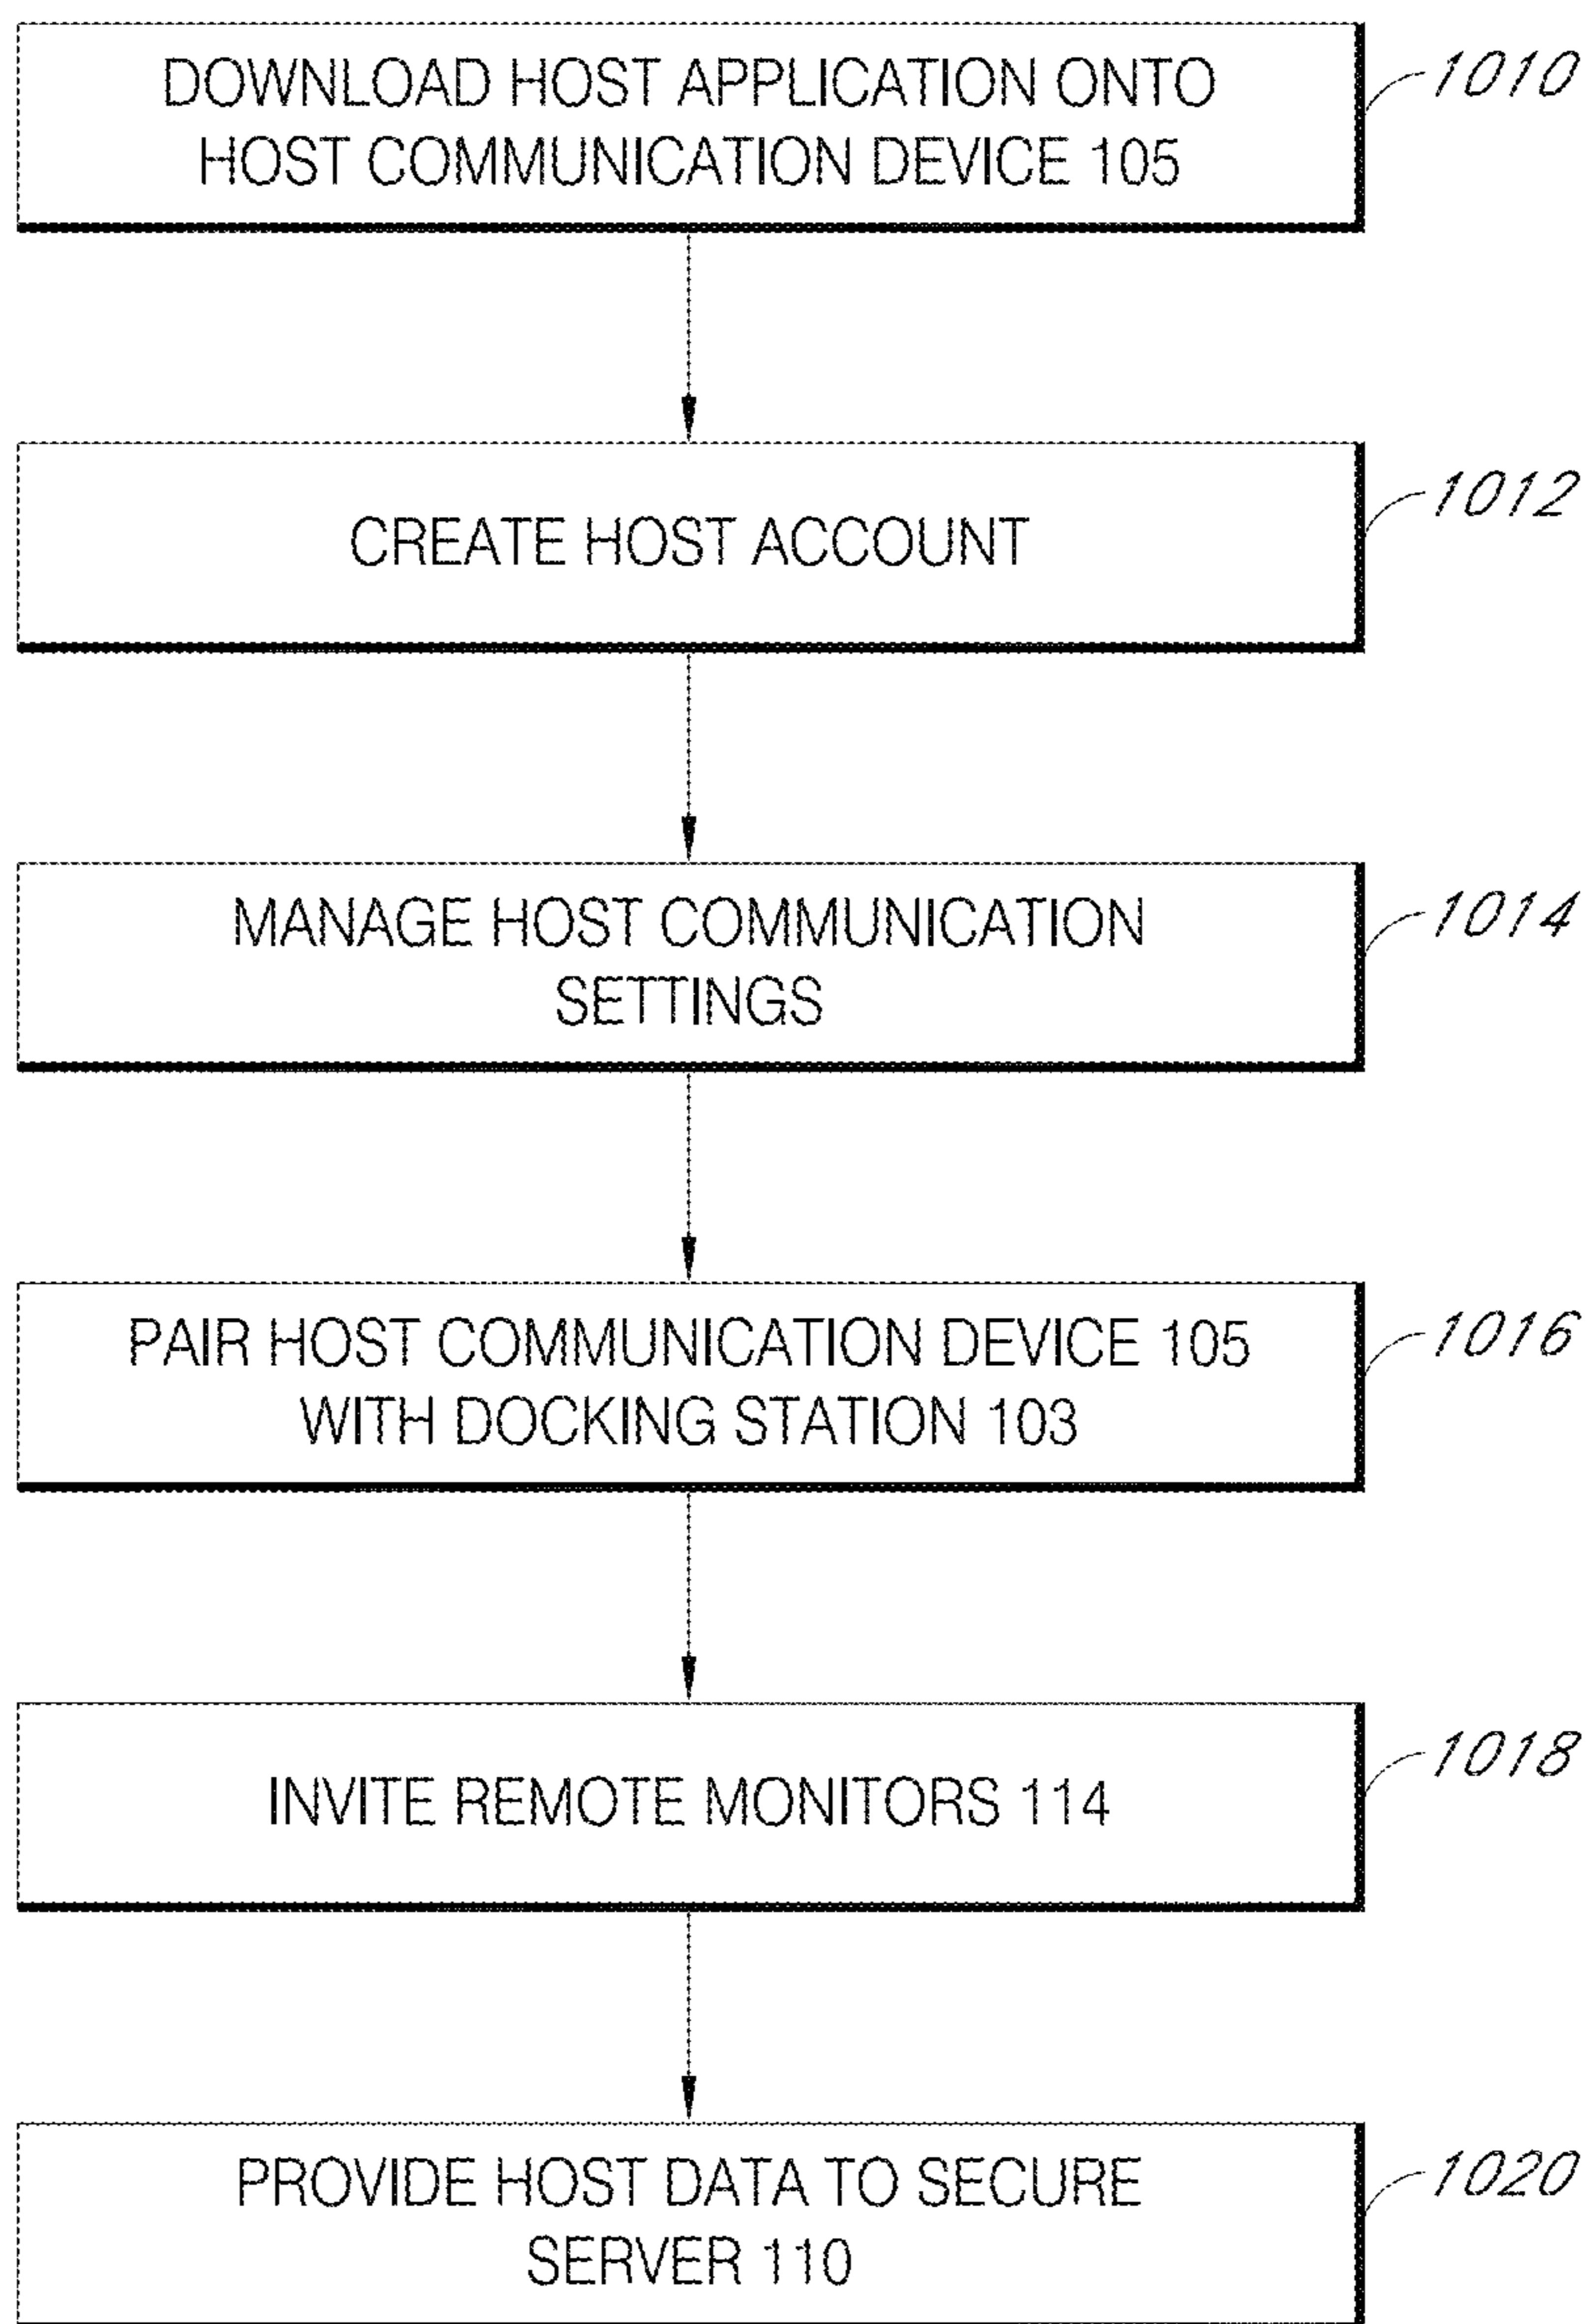 DOWNLOAD HOST APPLICATION ONTO
HOST COMMUNICATION DEVICE 105
1010
CREATE HOST ACCOUNT
1012
MANAGE HOST COMMUNICATION
SETTINGS
1014
PAIR HOST COMMUNICATION DEVICE 105
WITH DOCKING STATION 103
1016
INVITE REMOTE MONITORS 114
1018
PROVIDE HOST DATA TO SECURE
SERVER 110
1020